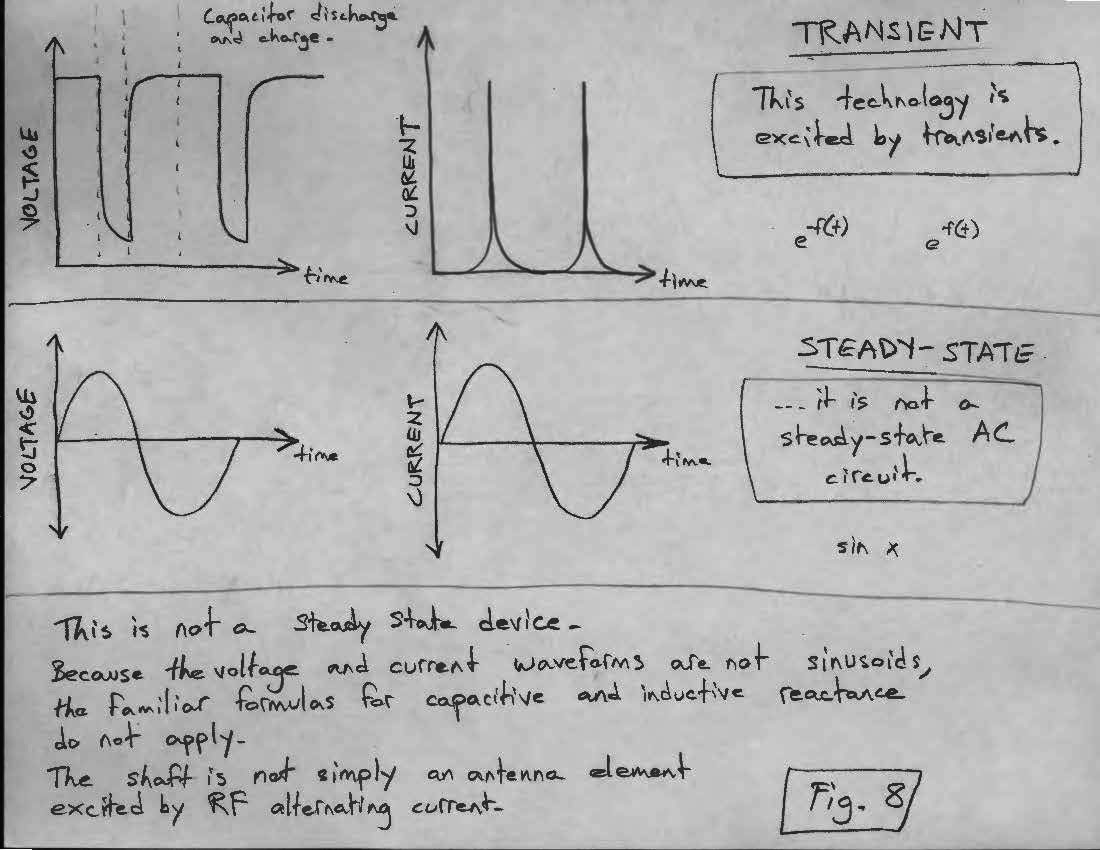 Capacitor discharge
and charge.
VOLTAGE
time
CURRENT
time
TRANSIENT
This technology is
excited by transients.
e^-f(t) e^f(t)
VOLTAGE
time
CURRENT
time
STEADY-STATE
... it is not a
steady-state AC
circuit.
sin x
This is not a steady state device.
Because the voltage and current waveforms are not sinusoids,
the familiar formulas for capacitive and inductive reactance
do not apply.
The shaft is not simply an antenna element
excited by RF alternating current.
Fig. 8